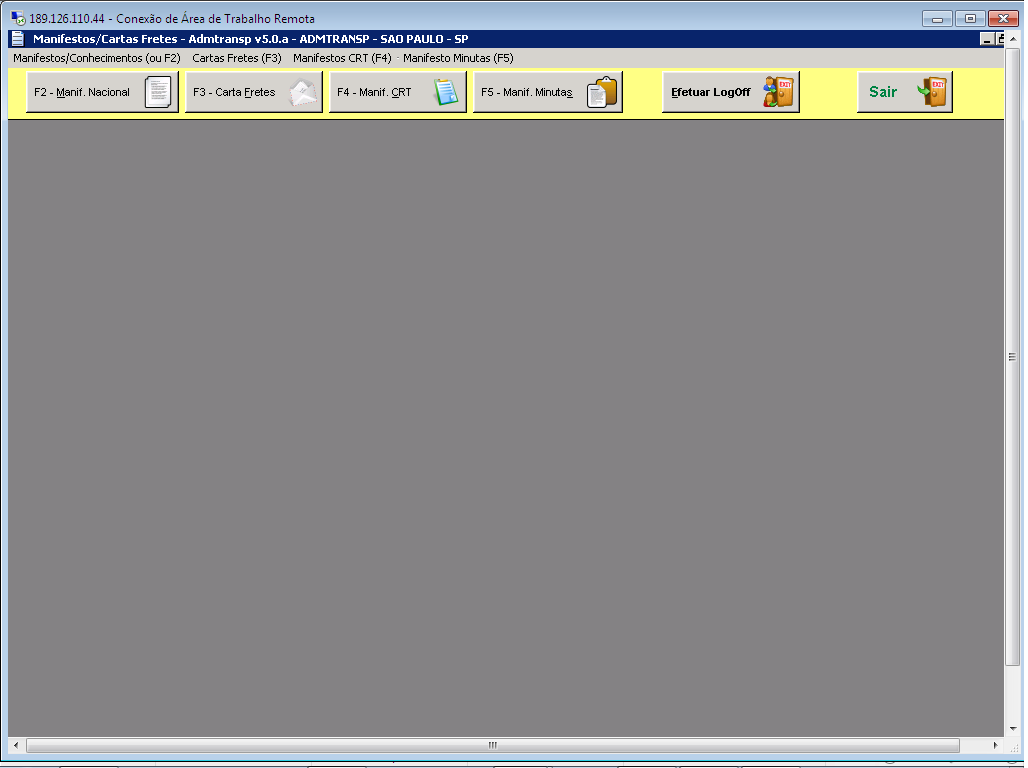 189.126.110.44 - Conexão de Área de Trabalho Remota
Manifestos/Cartas Fretes - Admtransp v5.0.a - ADMTRANSP - SAO PAULO - SP
Manifestos/Conhecimentos (ou F2) Cartas Fretes (F3) Manifestos CRT (F4) Manifesto Minutas (F5)
F2 - Manif. Nacional F3 - Carta Fretes F4 - Manif. CRT F5 - Manif. Minutas Efetuar LogOff EXIT Sair EXIT